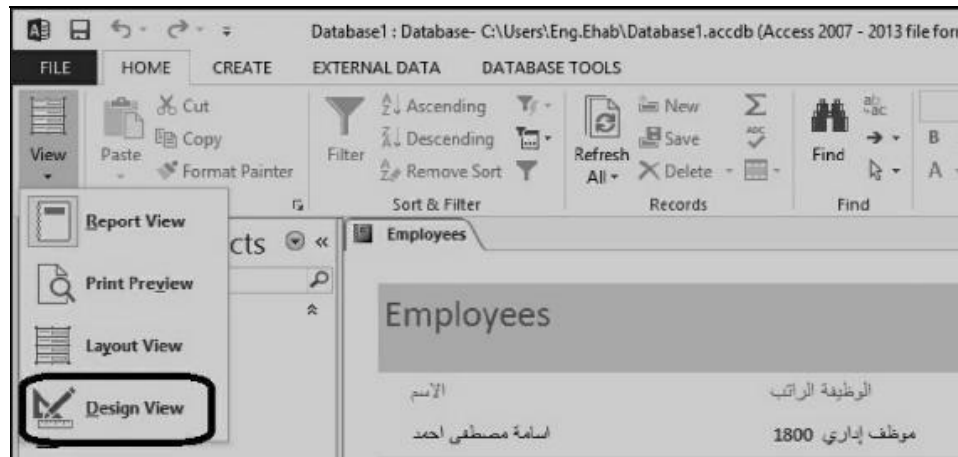 Database1 : Database- C:\Users\Eng.Ehab\Database1.accdb (Access 2007 - 2013 file for
FILE HOME CREATE EXTERNAL DATA DATABASE TOOLS
View
Paste
Cut
Copy
Format Painter
Filter
Ascending
Descending
Remove Sort
Sort & Filter
Refresh All
New
Save
Delete
Records
Find
ab ac
Find
B
A
Report View
Print Preview
Layout View
Design View
cts
Employees
Employees
الاسم
الوظيفة الراتب
اسامة مصطفى احمد
موظف إداري 1800